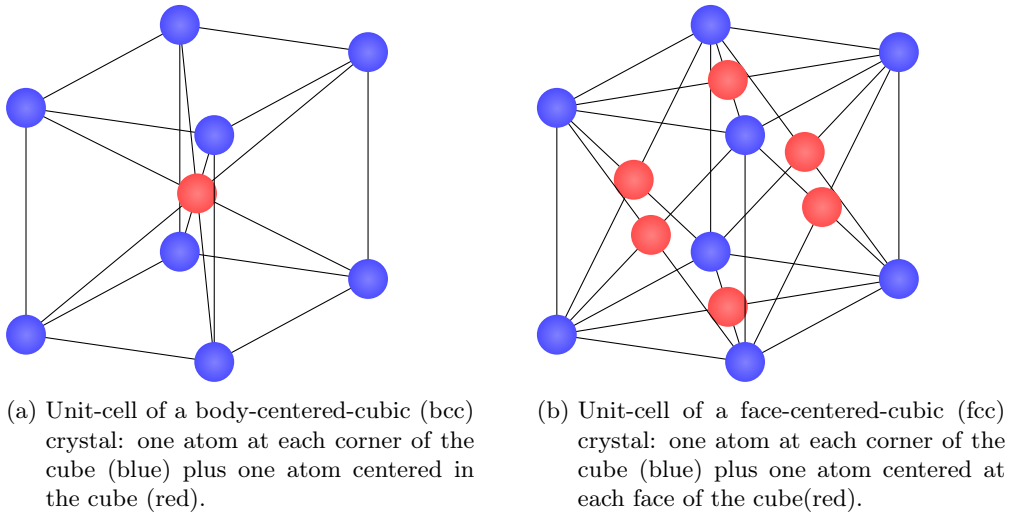 (a) Unit-cell of a body-centered-cubic (bcc)
crystal: one atom at each corner of the
cube (blue) plus one atom centered in
the cube (red).
(b) Unit-cell of a face-centered-cubic (fcc)
crystal: one atom at each corner of the
cube (blue) plus one atom centered at
each face of the cube(red).